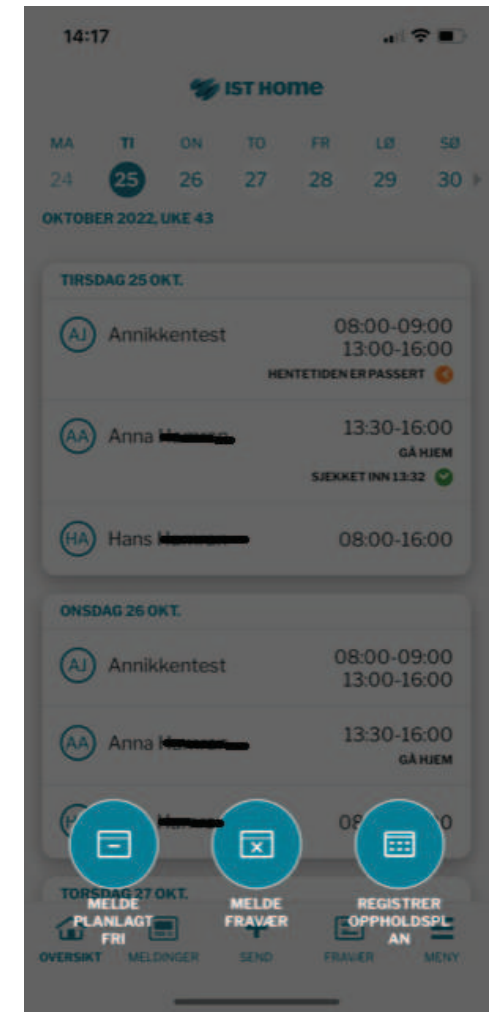 14:17
IST Home
MA TI ON TO FR LØ SØ
24 25 26 27 28 29 30
OKTOBER 2022, UKE 43
TIRSDAG 25 OKT.
AJ Annikkentest 08:00-09:00
13:00-16:00
HENTETIDEN ER PASSERT
AA Anna 13:30-16:00
GÅ HJEM
SJEKKET INN 13:32
HA Hans 08:00-16:00
ONSDAG 26 OKT.
AJ Annikkentest 08:00-09:00
13:00-16:00
AA Anna 13:30-16:00
GÅ HJEM
TORSDAG 27 OKT.
MELDE
PLANLAGT
FRI
MELDE
FRAVÆR
REGISTRER
OPPHOLDSPL
AN
OVERSIKT MELDINGER SEND FRAVÆR MENY